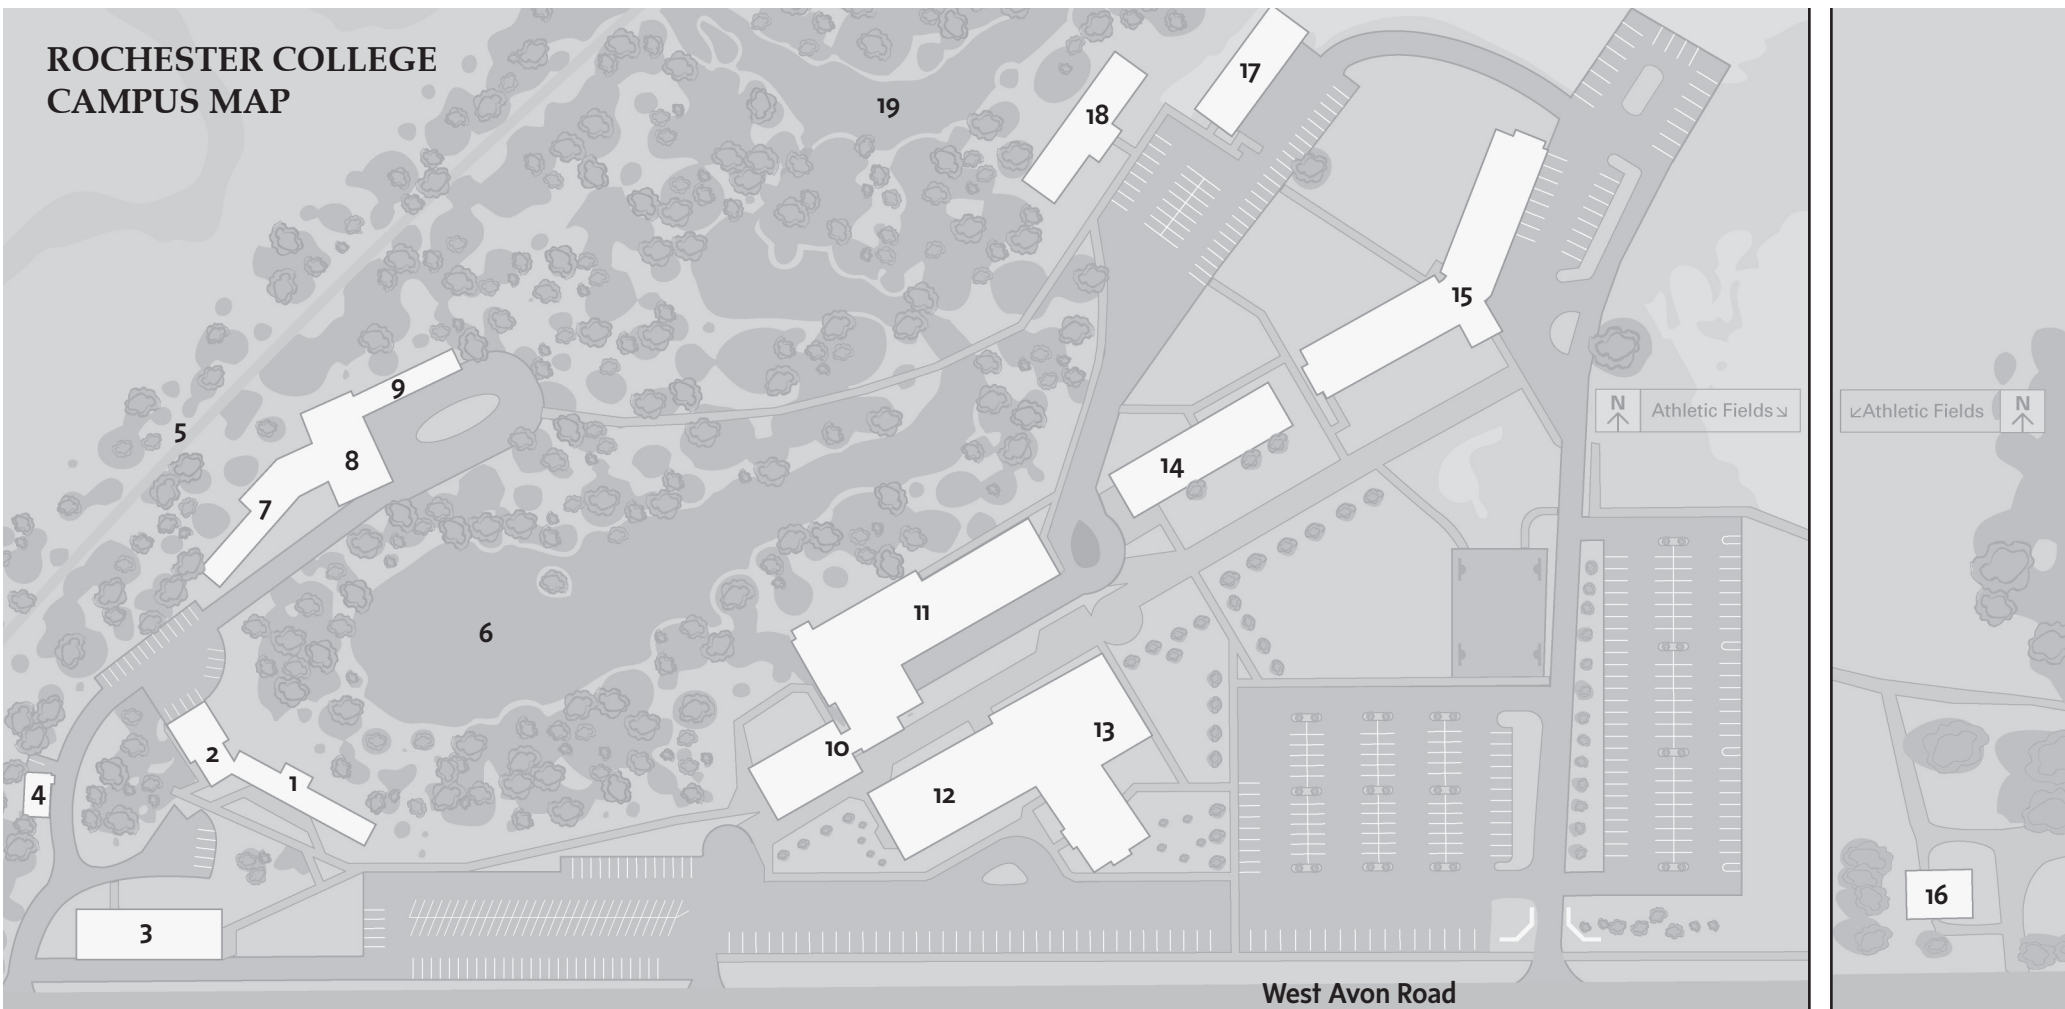 ROCHESTER COLLEGE
CAMPUS MAP
17
19
18
15
9
N
Athletic Fields↘
↙Athletic Fields
N
5
8
14
7
11
6
13
10
2
1
12
4
16
3
West Avon Road